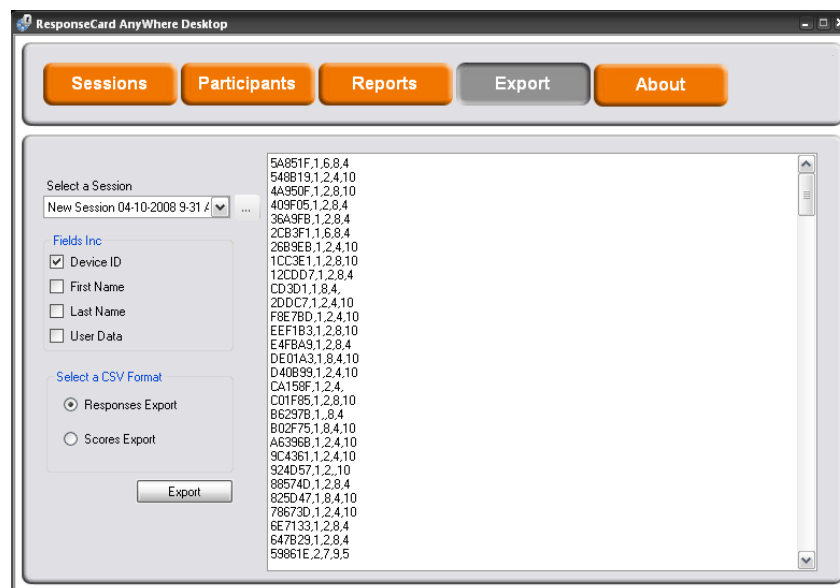 ResponseCard AnyWhere Desktop
Sessions
Participants
Reports
Export
About
Select a Session
New Session 04-10-2008 9-31
...
Fields Inc
Device ID
First Name
Last Name
User Data
Select a CSV Format
Responses Export
Scores Export
Export
5A851F,1,6,8,4
548B19,1,2,4,10
4A950F,1,2,8,10
409F05,1,2,8,4
36A9FB,1,2,8,4
2CB3F1,1,6,8,4
26B9EB,1,2,4,10
1CC3E1,1,2,8,10
12CDD7,1,2,8,4
CD3D1,1,8,4,
2DDC7,1,2,4,10
F8E7BD,1,2,4,10
EEF1B3,1,2,8,10
E4FBA9,1,2,8,4
DE01A3,1,8,4,10
D40B99,1,2,4,10
CA158F,1,2,4,
C01F85,1,2,8,10
B6297B,1,,8,4
B02F75,1,8,4,10
A6396B,1,2,4,10
9C4361,1,2,4,10
924D57,1,2,,10
88574D,1,2,8,4
825D47,1,8,4,10
78673D,1,2,4,10
6E7133,1,2,8,4
647B29,1,2,8,4
59861E,2,7,9,5